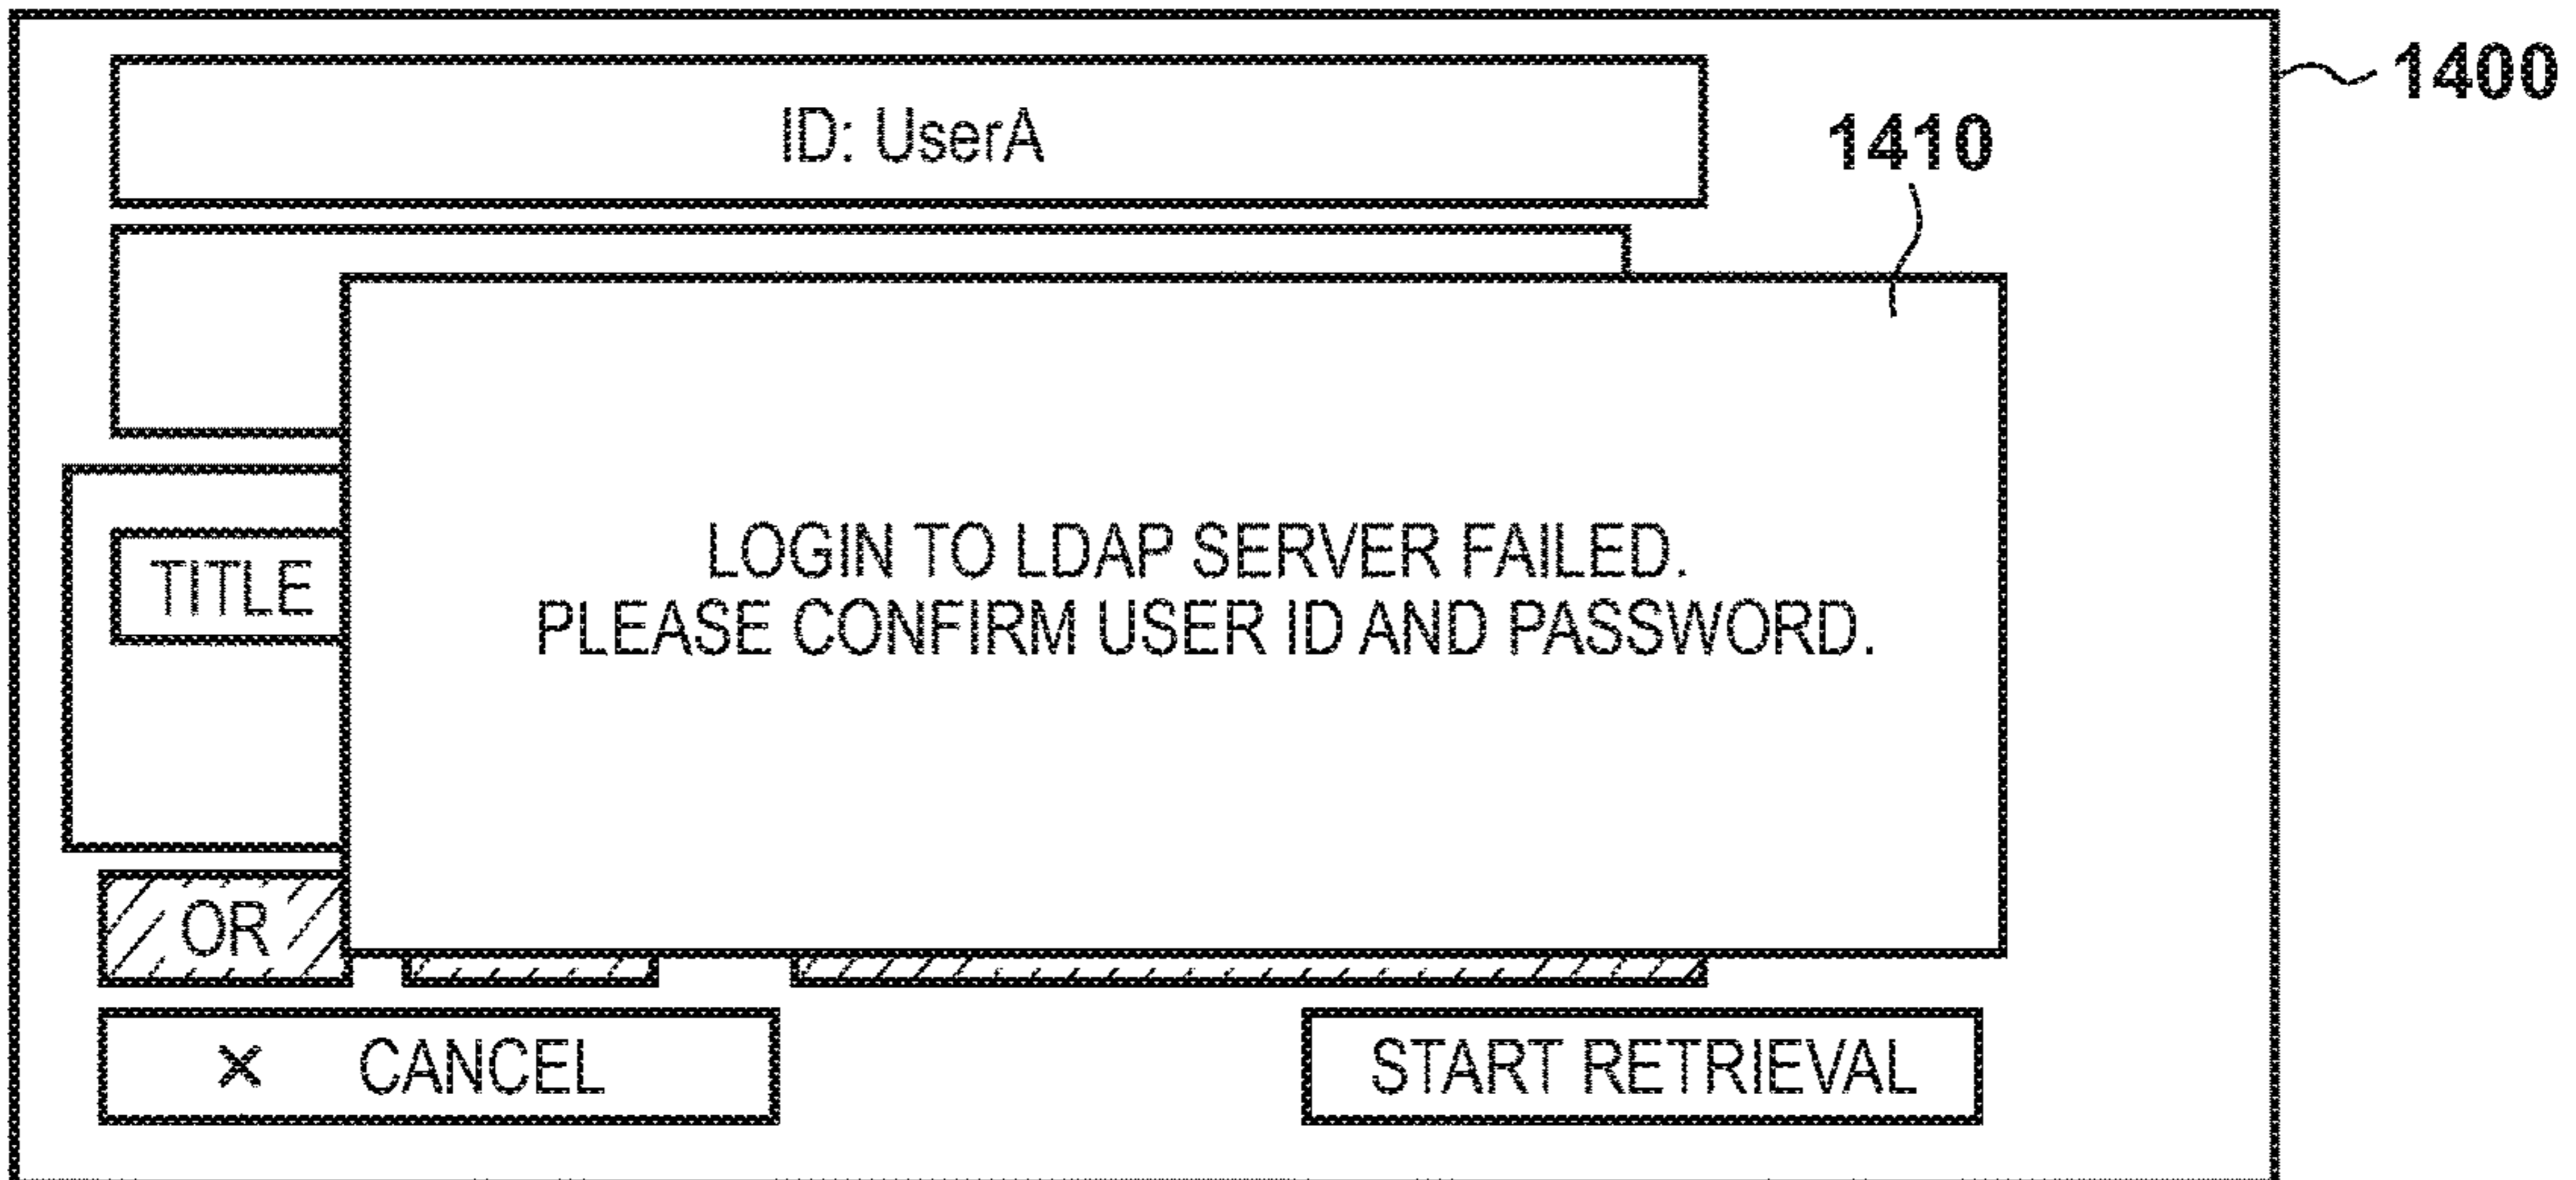 1400
ID: UserA
1410
LOGIN TO LDAP SERVER FAILED.
PLEASE CONFIRM USER ID AND PASSWORD.
TITLE
OR
× CANCEL
START RETRIEVAL